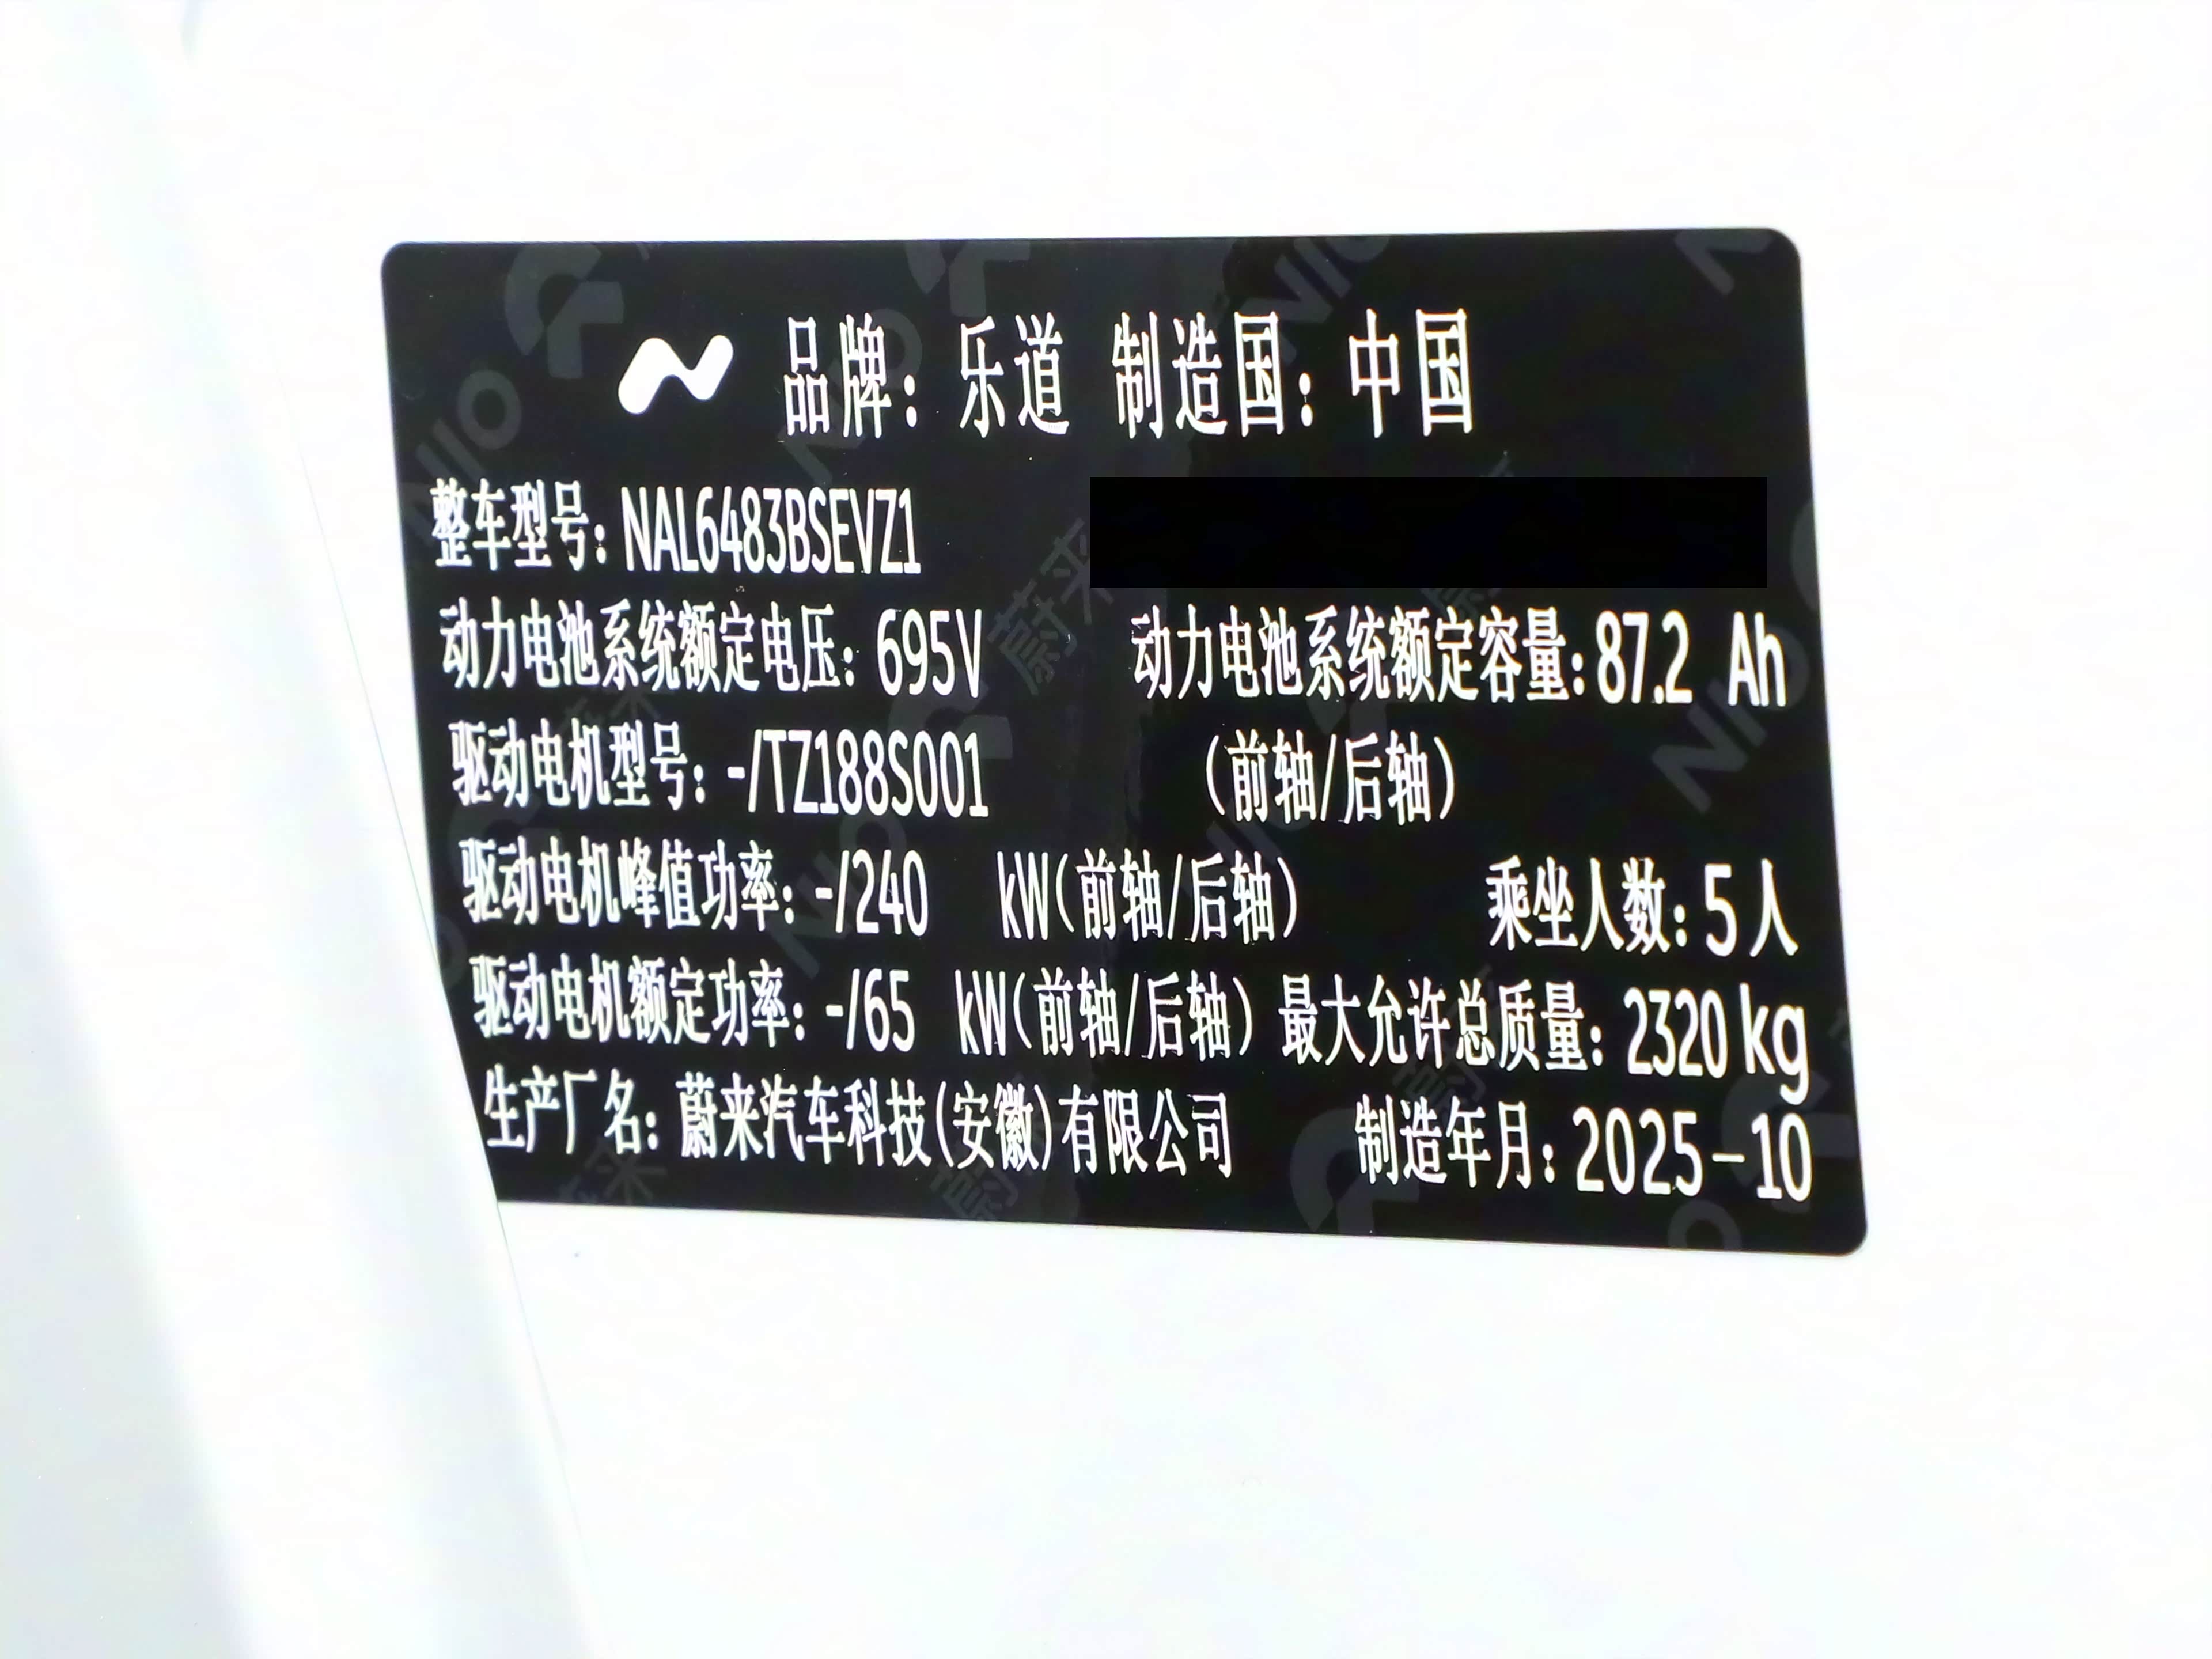 品牌：乐道 制造国：中国
整车型号：NAL6483BSEVZ1
动力电池系统额定电压：695V 动力电池系统额定容量：87.2 Ah
驱动电机型号：-/TZ188S001 （前轴/后轴）
驱动电机峰值功率：-/240 kW（前轴/后轴） 乘坐人数：5人
驱动电机额定功率：-/65 kW（前轴/后轴） 最大允许总质量：2320 kg
生产厂名：蔚来汽车科技（安徽）有限公司 制造年月：2025-10